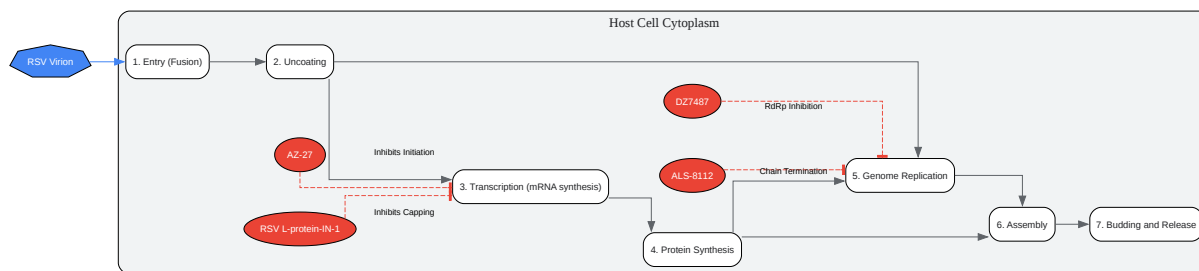 Host Cell Cytoplasm
RSV Virion
1. Entry (Fusion)
2. Uncoating
DZ7487
RdRp Inhibition
AZ-27
Inhibits Initiation
ALS-8112
Chain Termination
5. Genome Replication
3. Transcription (mRNA synthesis)
Inhibits Capping
RSV L-protein-IN-1
6. Assembly
7. Budding and Release
4. Protein Synthesis